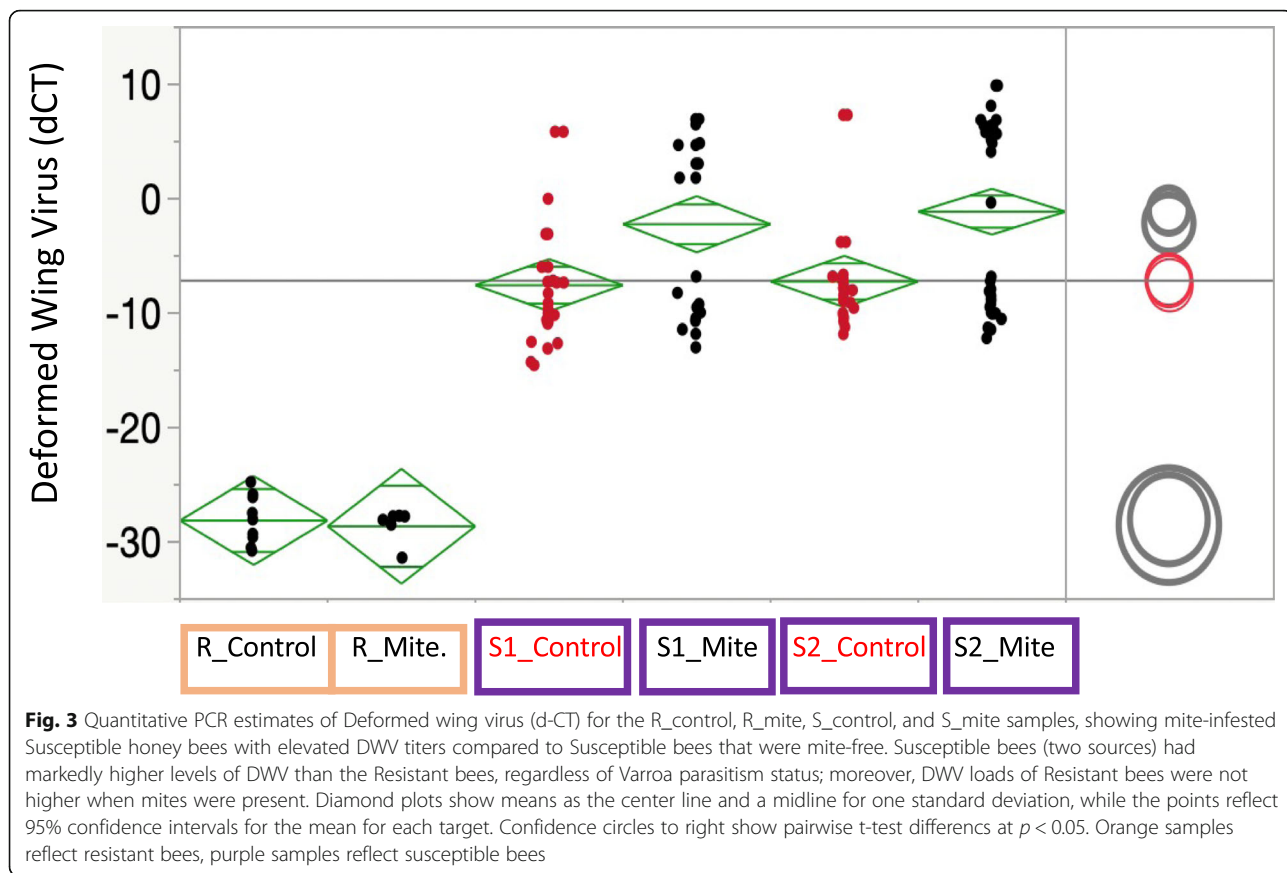 Deformed Wing Virus (dCT)
10
0
-10
-20
-30
R_Control
R_Mite.
S1_Control
S1_Mite
S2_Control
S2_Mite
Fig. 3 Quantitative PCR estimates of Deformed wing virus (d-CT) for the R_control, R_mite, S_control, and S_mite samples, showing mite-infested
Susceptible honey bees with elevated DWV titers compared to Susceptible bees that were mite-free. Susceptible bees (two sources) had
markedly higher levels of DWV than the Resistant bees, regardless of Varroa parasitism status; moreover, DWV loads of Resistant bees were not
higher when mites were present. Diamond plots show means as the center line and a midline for one standard deviation, while the points reflect
95% confidence intervals for the mean for each target. Confidence circles to right show pairwise t-test differencs at p < 0.05. Orange samples
reflect resistant bees, purple samples reflect susceptible bees